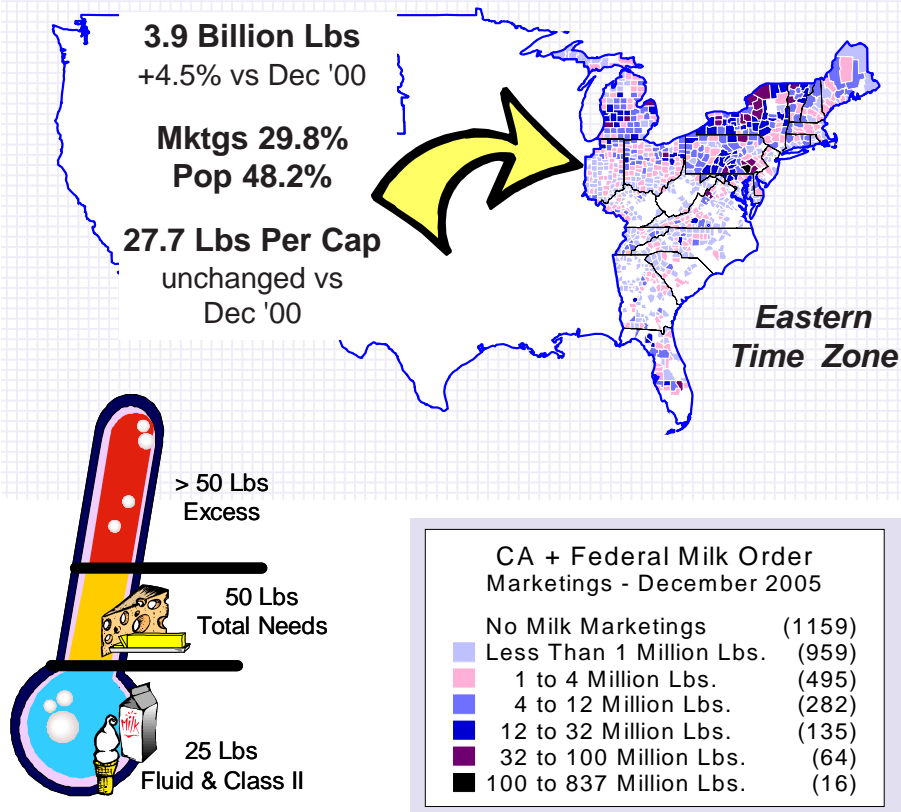 3.9 Billion Lbs
+4.5% vs Dec '00
Mktgs 29.8%
Pop 48.2%
27.7 Lbs Per Cap
unchanged vs
Dec '00
Eastern
Time Zone
> 50 Lbs
Excess
50 Lbs
Total Needs
Milk
25 Lbs
Fluid & Class II
CA + Federal Milk Order
Marketings - December 2005
No Milk Marketings (1159)
Less Than 1 Million Lbs. (959)
1 to 4 Million Lbs. (495)
4 to 12 Million Lbs. (282)
12 to 32 Million Lbs. (135)
32 to 100 Million Lbs. (64)
100 to 837 Million Lbs. (16)